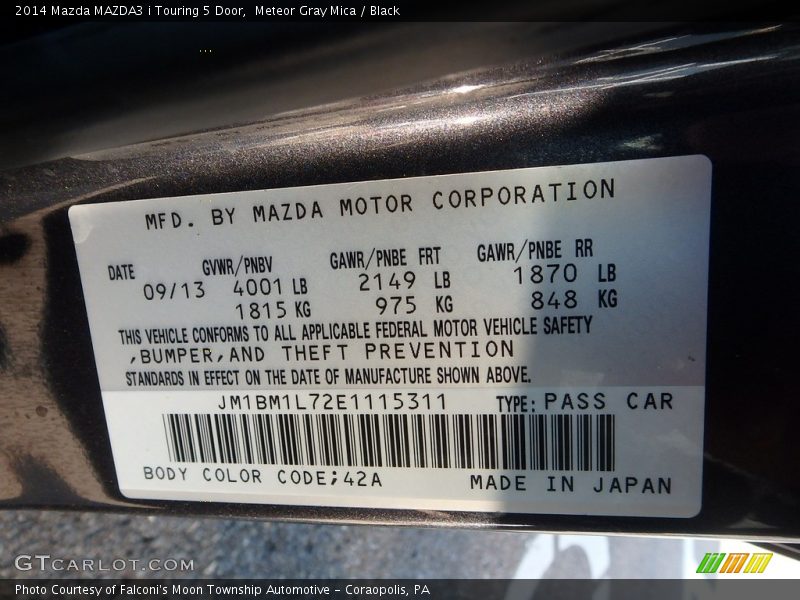 2014 Mazda MAZDA3 i Touring 5 Door, Meteor Gray Mica / Black
MFD. BY MAZDA MOTOR CORPORATION
DATE GVWR/PNBV GAWR/PNBE FRT GAWR/PNBE RR
09/13 4001 LB 2149 LB 1870 LB
1815 KG 975 KG 848 KG
THIS VEHICLE CONFORMS TO ALL APPLICABLE FEDERAL MOTOR VEHICLE SAFETY
,BUMPER,AND THEFT PREVENTION
STANDARDS IN EFFECT ON THE DATE OF MANUFACTURE SHOWN ABOVE.
JM1BM1L72E1115311 TYPE: PASS CAR
BODY COLOR CODE;42A MADE IN JAPAN
GTCARLOT.COM
Photo Courtesy of Falconi's Moon Township Automotive - Coraopolis, PA